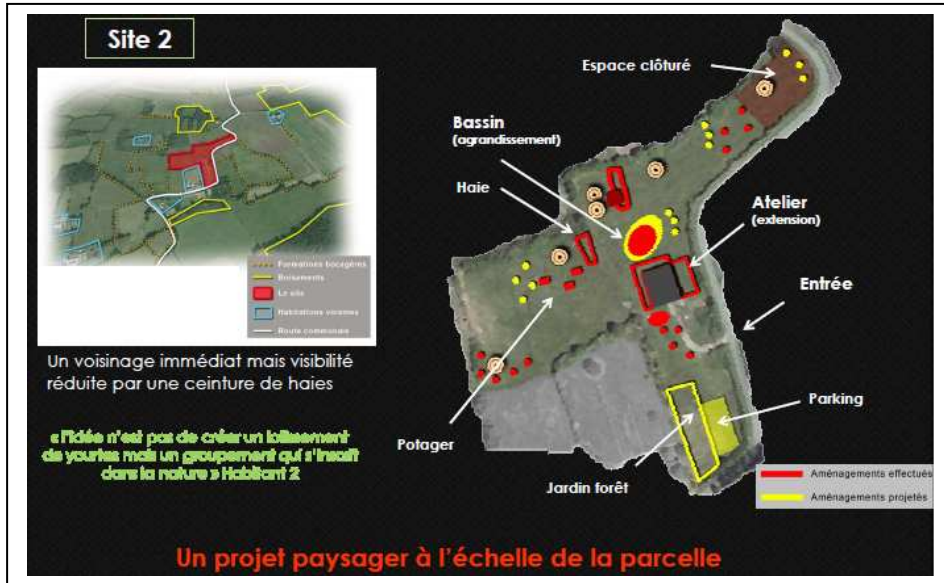 Site 2
Formations bocagères
Boisements
Le site
Habitations voisines
Route communale
Un voisinage immédiat mais visibilité
réduite par une ceinture de haies
« l'idée n'est pas de créer un lotissement
de yourtes mais un groupement qui s'inscrit
dans la nature » Habitant 2
Espace clôturé
Bassin
(agrandissement)
Haie
Atelier
(extension)
Entrée
Parking
Potager
Jardin forêt
Aménagements effectués
Aménagements projetés
Un projet paysager à l'échelle de la parcelle